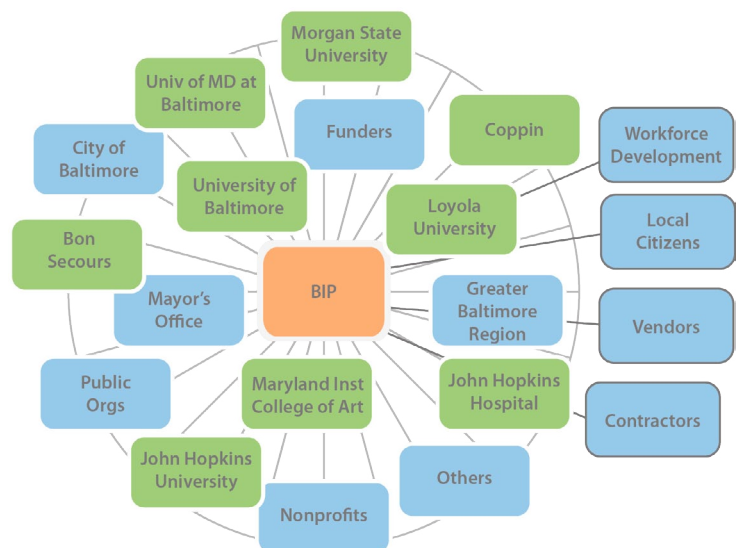 Morgan State
University
Univ of MD at
Baltimore
Funders
Coppin
Workforce
Development
City of
Baltimore
University of
Baltimore
Loyola
University
Local
Citizens
Bon
Secours
BIP
Mayor's
Office
Greater
Baltimore
Region
Vendors
Public
Orgs
Maryland Inst
College of Art
John Hopkins
Hospital
Contractors
John Hopkins
University
Others
Nonprofits